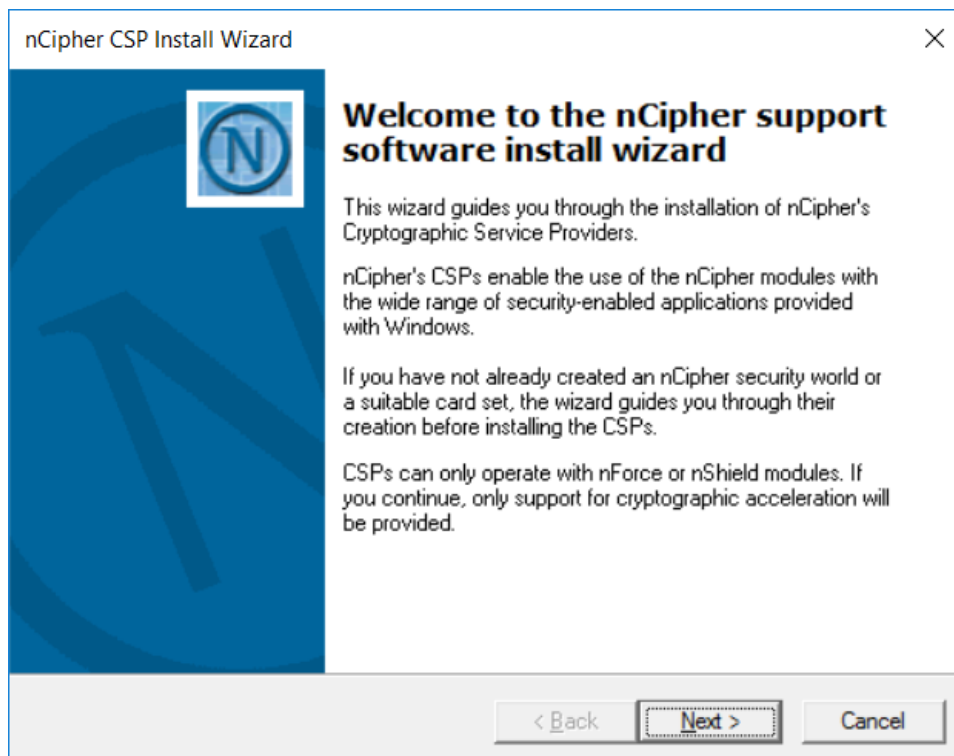 nCipher CSP Install Wizard
N
Welcome to the nCipher support
software install wizard
This wizard guides you through the installation of nCipher's
Cryptographic Service Providers.
nCipher's CSPs enable the use of the nCipher modules with
the wide range of security-enabled applications provided
with Windows.
If you have not already created an nCipher security world or
a suitable card set, the wizard guides you through their
creation before installing the CSPs.
CSPs can only operate with nForce or nShield modules. If
you continue, only support for cryptographic acceleration will
be provided.
< Back Next > Cancel